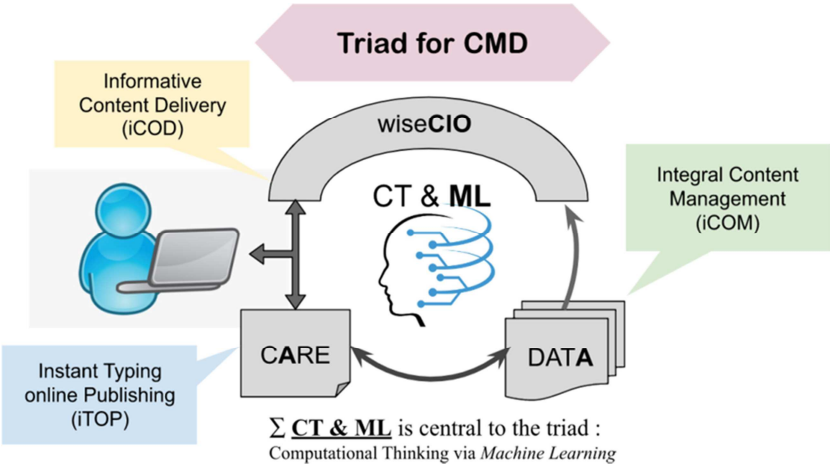 Triad for CMD
Informative
Content Delivery
(iCOD)
wiseCIO
CT & ML
Integral Content
Management
(iCOM)
CARE
DATA
Instant Typing
online Publishing
(iTOP)
∑ CT & ML is central to the triad :
Computational Thinking via Machine Learning